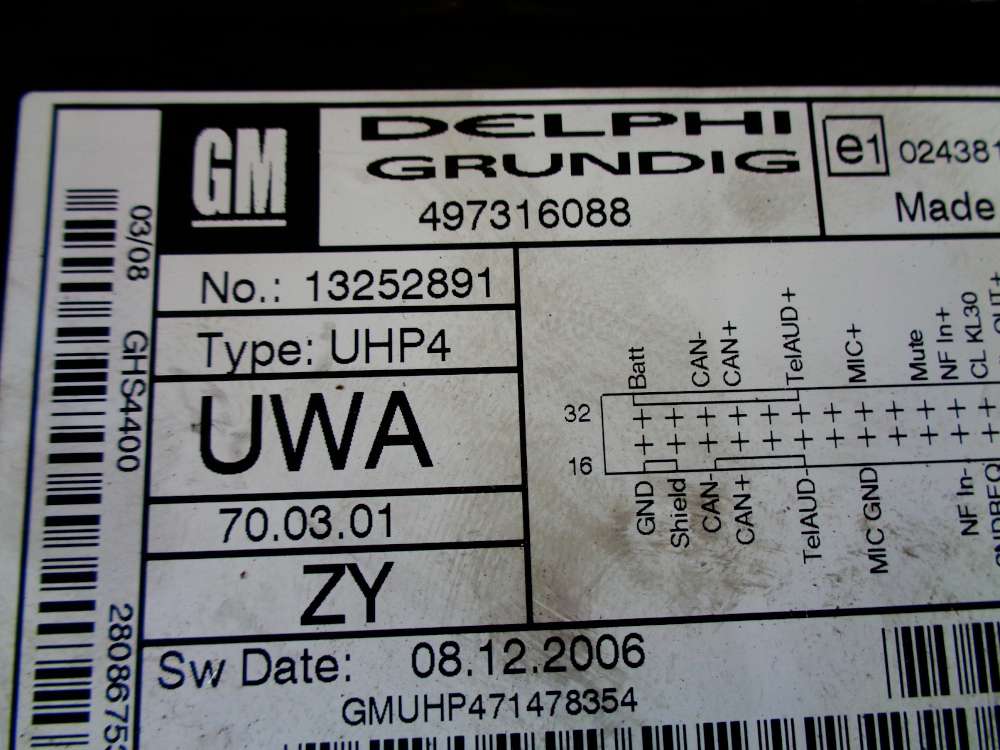 GM
DELPHI
GRUNDIG
497316088
e1 024381
Made
03/08 GHS4400
No.: 13252891
Type: UHP4
UWA
70.03.01
ZY
Batt
CAN-
CAN+
TelAUD+
MIC+
Mute
NF In+
CL KL30
32
16
GND
Shield
CAN-
CAN+
TelAUD-
MIC GND
NF In-
Sw Date: 08.12.2006
GMUHP471478354
2808675